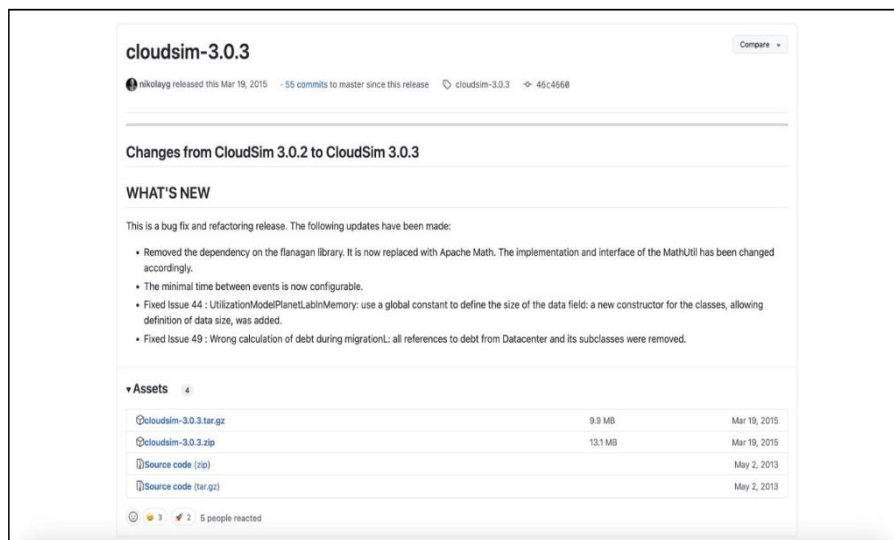 cloudsim-3.0.3
Compare
nikolayg released this Mar 19, 2015 · 55 commits to master since this release cloudsim-3.0.3 46c4660
Changes from CloudSim 3.0.2 to CloudSim 3.0.3
WHAT'S NEW
This is a bug fix and refactoring release. The following updates have been made:
• Removed the dependency on the flanagan library. It is now replaced with Apache Math. The implementation and interface of the MathUtil has been changed
accordingly.
• The minimal time between events is now configurable.
• Fixed Issue 44 : UtilizationModelPlanetLabInMemory: use a global constant to define the size of the data field: a new constructor for the classes, allowing
definition of data size, was added.
• Fixed Issue 49 : Wrong calculation of debt during migrationL: all references to debt from Datacenter and its subclasses were removed.
Assets 4
cloudsim-3.0.3.tar.gz 9.9 MB Mar 19, 2015
cloudsim-3.0.3.zip 13.1 MB Mar 19, 2015
Source code (zip) May 2, 2013
Source code (tar.gz) May 2, 2013
3 2 5 people reacted